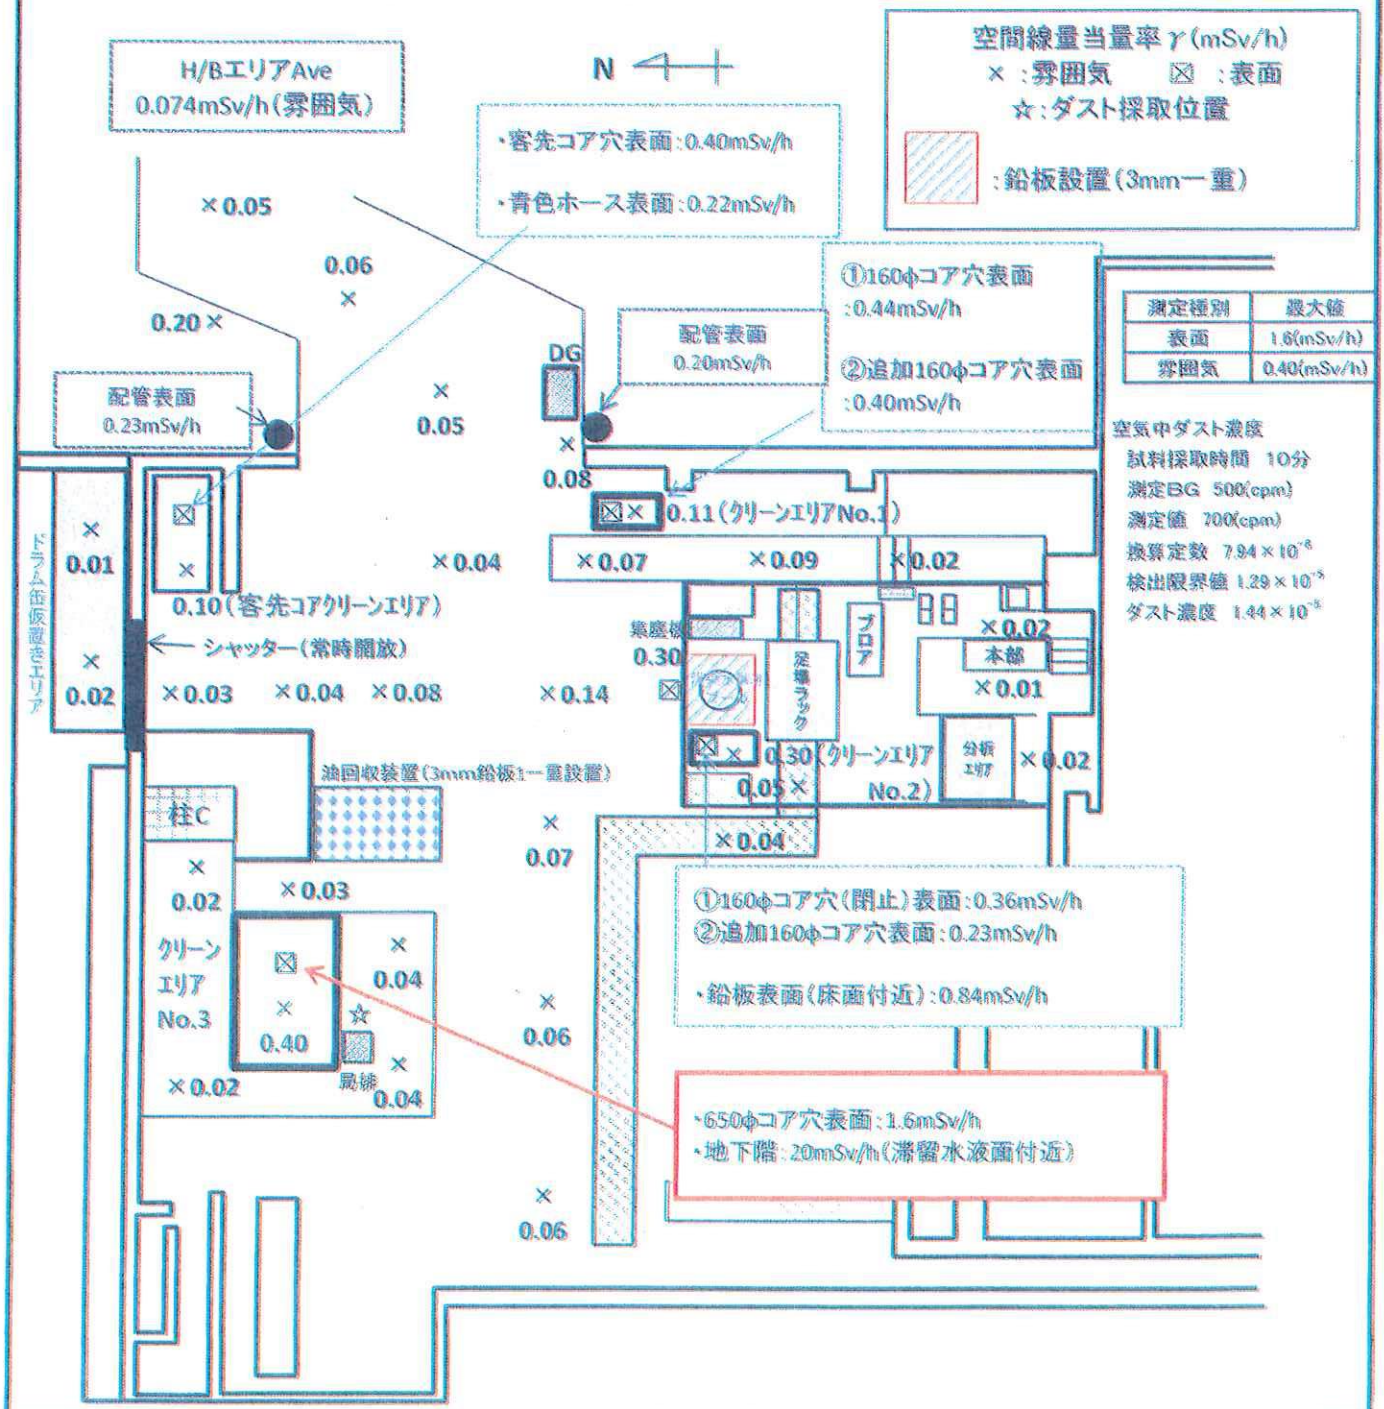 H/BエリアAve
0.074mSv/h(雰囲気)
N
空間線量当量率γ(mSv/h)
× :雰囲気 ☒ :表面
☆:ダスト採取位置
:鉛板設置(3mm一重)
・客先コア穴表面:0.40mSv/h
・青色ホース表面:0.22mSv/h
×0.05
0.06
×
0.20×
①160φコア穴表面
:0.44mSv/h
②追加160φコア穴表面
:0.40mSv/h
配管表面
0.20mSv/h
DG
配管表面
0.23mSv/h
×
0.05
×
0.08
測定種別 最大値
表面 1.6(mSv/h)
雰囲気 0.40(mSv/h)
空気中ダスト濃度
試料採取時間 10分
測定BG 500(cpm)
測定値 700(cpm)
換算定数 7.94×10⁻⁸
検出限界値 1.29×10⁻⁵
ダスト濃度 1.44×10⁻⁵
ドラム缶仮置きエリア
×
0.01
×
0.02
☒
×
0.10(客先コアクリーンエリア)
シャッター(常時開放)
☒× 0.11(クリーンエリアNo.1)
×0.04
×0.07
×0.09
×0.02
集塵機
0.30
☒
ブロア
足場ラック
×0.02
本部
×0.01
×0.03
×0.04
×0.08
×0.14
☒ × 0.30(クリーンエリア
No.2)
0.05×
分析
エリア
×0.02
油回収装置(3mm鉛板1一重設置)
柱C
×
0.02
×0.03
×
0.07
×0.04
①160φコア穴(閉止)表面:0.36mSv/h
②追加160φコア穴表面:0.23mSv/h
・鉛板表面(床面付近):0.84mSv/h
クリーン
エリア
No.3
☒
×
0.40
×
0.04
☆
局排
×
0.04
×0.02
×
0.06
・650φコア穴表面:1.6mSv/h
・地下階:20mSv/h(滞留水液面付近)
×
0.06